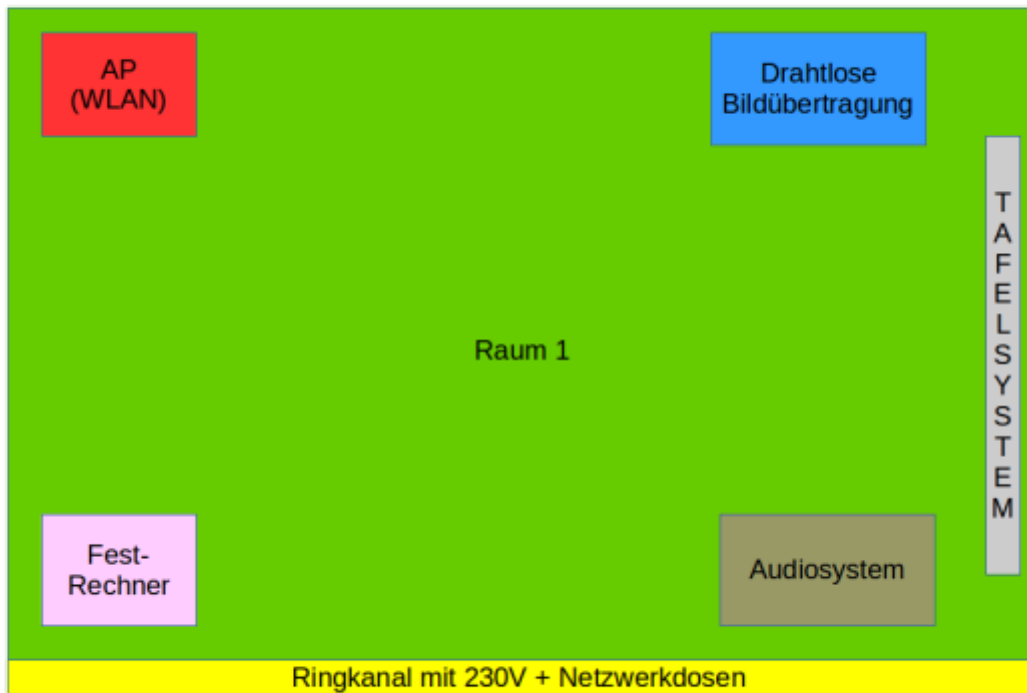 AP
(WLAN)
Drahtlose
Bildübertragung
T
A
F
E
L
S
Y
S
T
E
M
Raum 1
Fest-
Rechner
Audiosystem
Ringkanal mit 230V + Netzwerkdosen